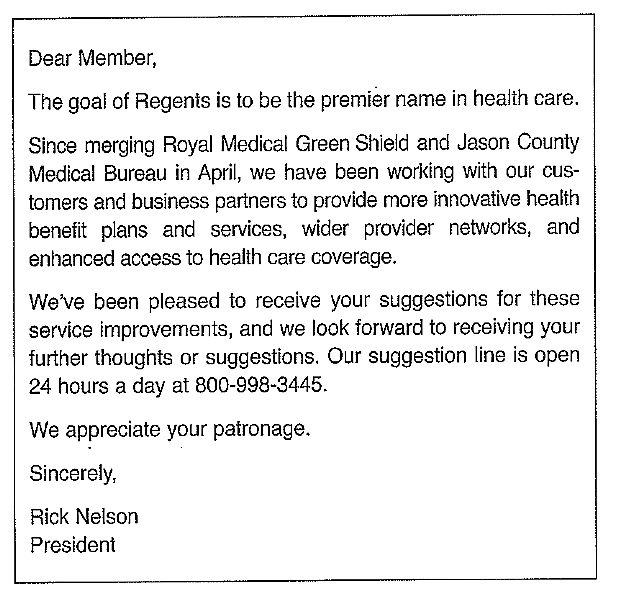 Dear Member,
The goal of Regents is to be the premier name in health care.
Since merging Royal Medical Green Shield and Jason County
Medical Bureau in April, we have been working with our cus-
tomers and business partners to provide more innovative health
benefit plans and services, wider provider networks, and
enhanced access to health care coverage.
We've been pleased to receive your suggestions for these
service improvements, and we look forward to receiving your
further thoughts or suggestions. Our suggestion line is open
24 hours a day at 800-998-3445.
We appreciate your patronage.
Sincerely,
Rick Nelson
President